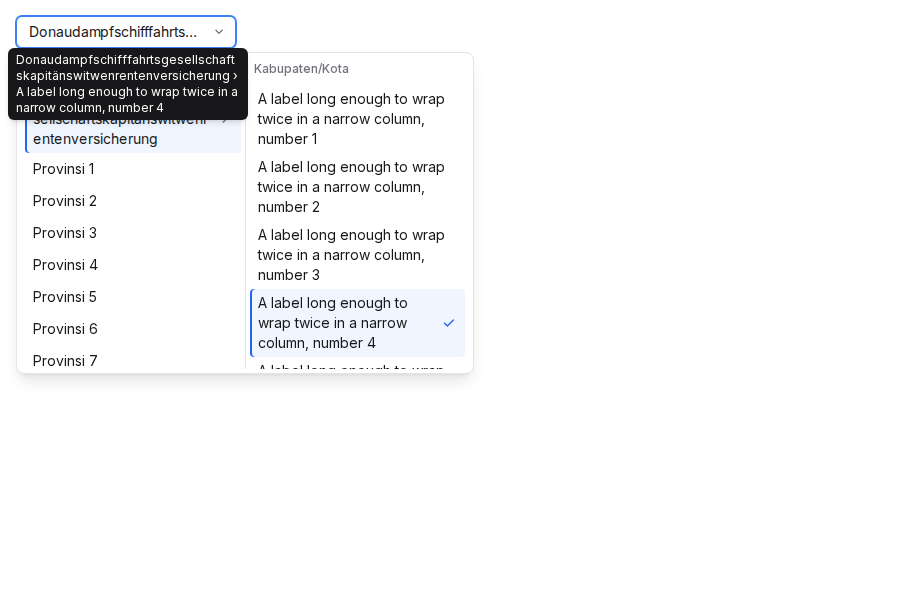 Donaudampfschifffahrts...
Donaudampfschifffahrtsgesellschaft
skapitänswitwenrentenversicherung ›
A label long enough to wrap twice in a
narrow column, number 4
entenversicherung
Provinsi 1
Provinsi 2
Provinsi 3
Provinsi 4
Provinsi 5
Provinsi 6
Provinsi 7
Kabupaten/Kota
A label long enough to wrap
twice in a narrow column,
number 1
A label long enough to wrap
twice in a narrow column,
number 2
A label long enough to wrap
twice in a narrow column,
number 3
A label long enough to
wrap twice in a narrow
column, number 4